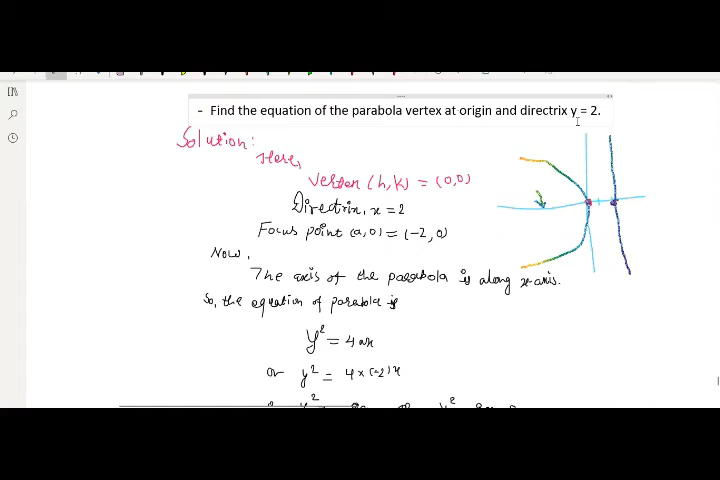 - Find the equation of the parabola vertex at origin and directrix y = 2.
Solution:
Here,
Vertex (h, k) = (0,0)
Directrix, x = 2
Focus point (a, 0) = (-2, 0)
Now,
The axis of the parabola is along x-axis.
So, the equation of parabola is
y² = 4ax
or y² = 4 × (-2) x